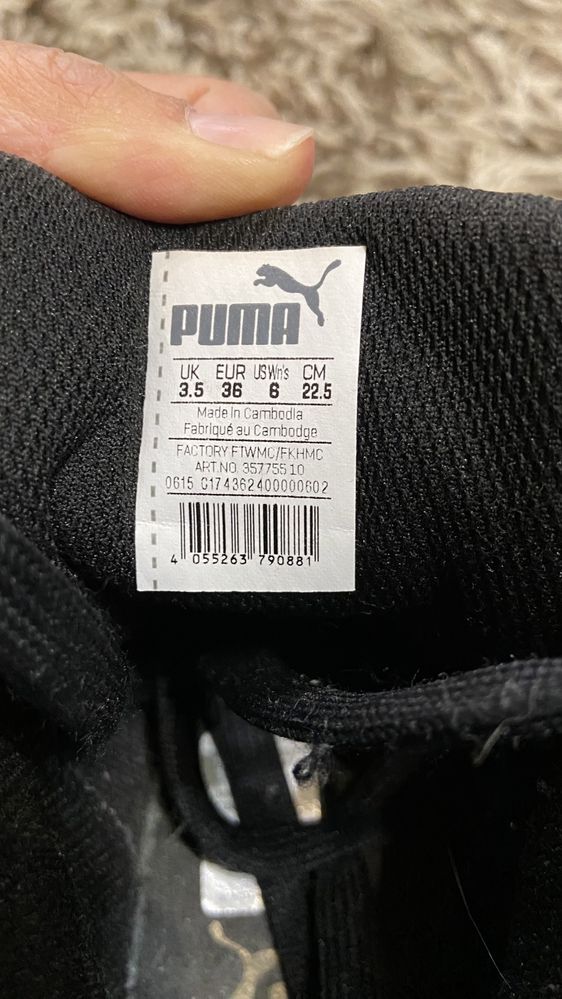 PUMA
UK EUR US Wn's CM
3.5 36 6 22.5
Made in Cambodia
Fabriqué au Cambodge
FACTORY FTWMC/FKHMC
ART.NO. 357755 10
0615 0174362400000602
4 055263 790881